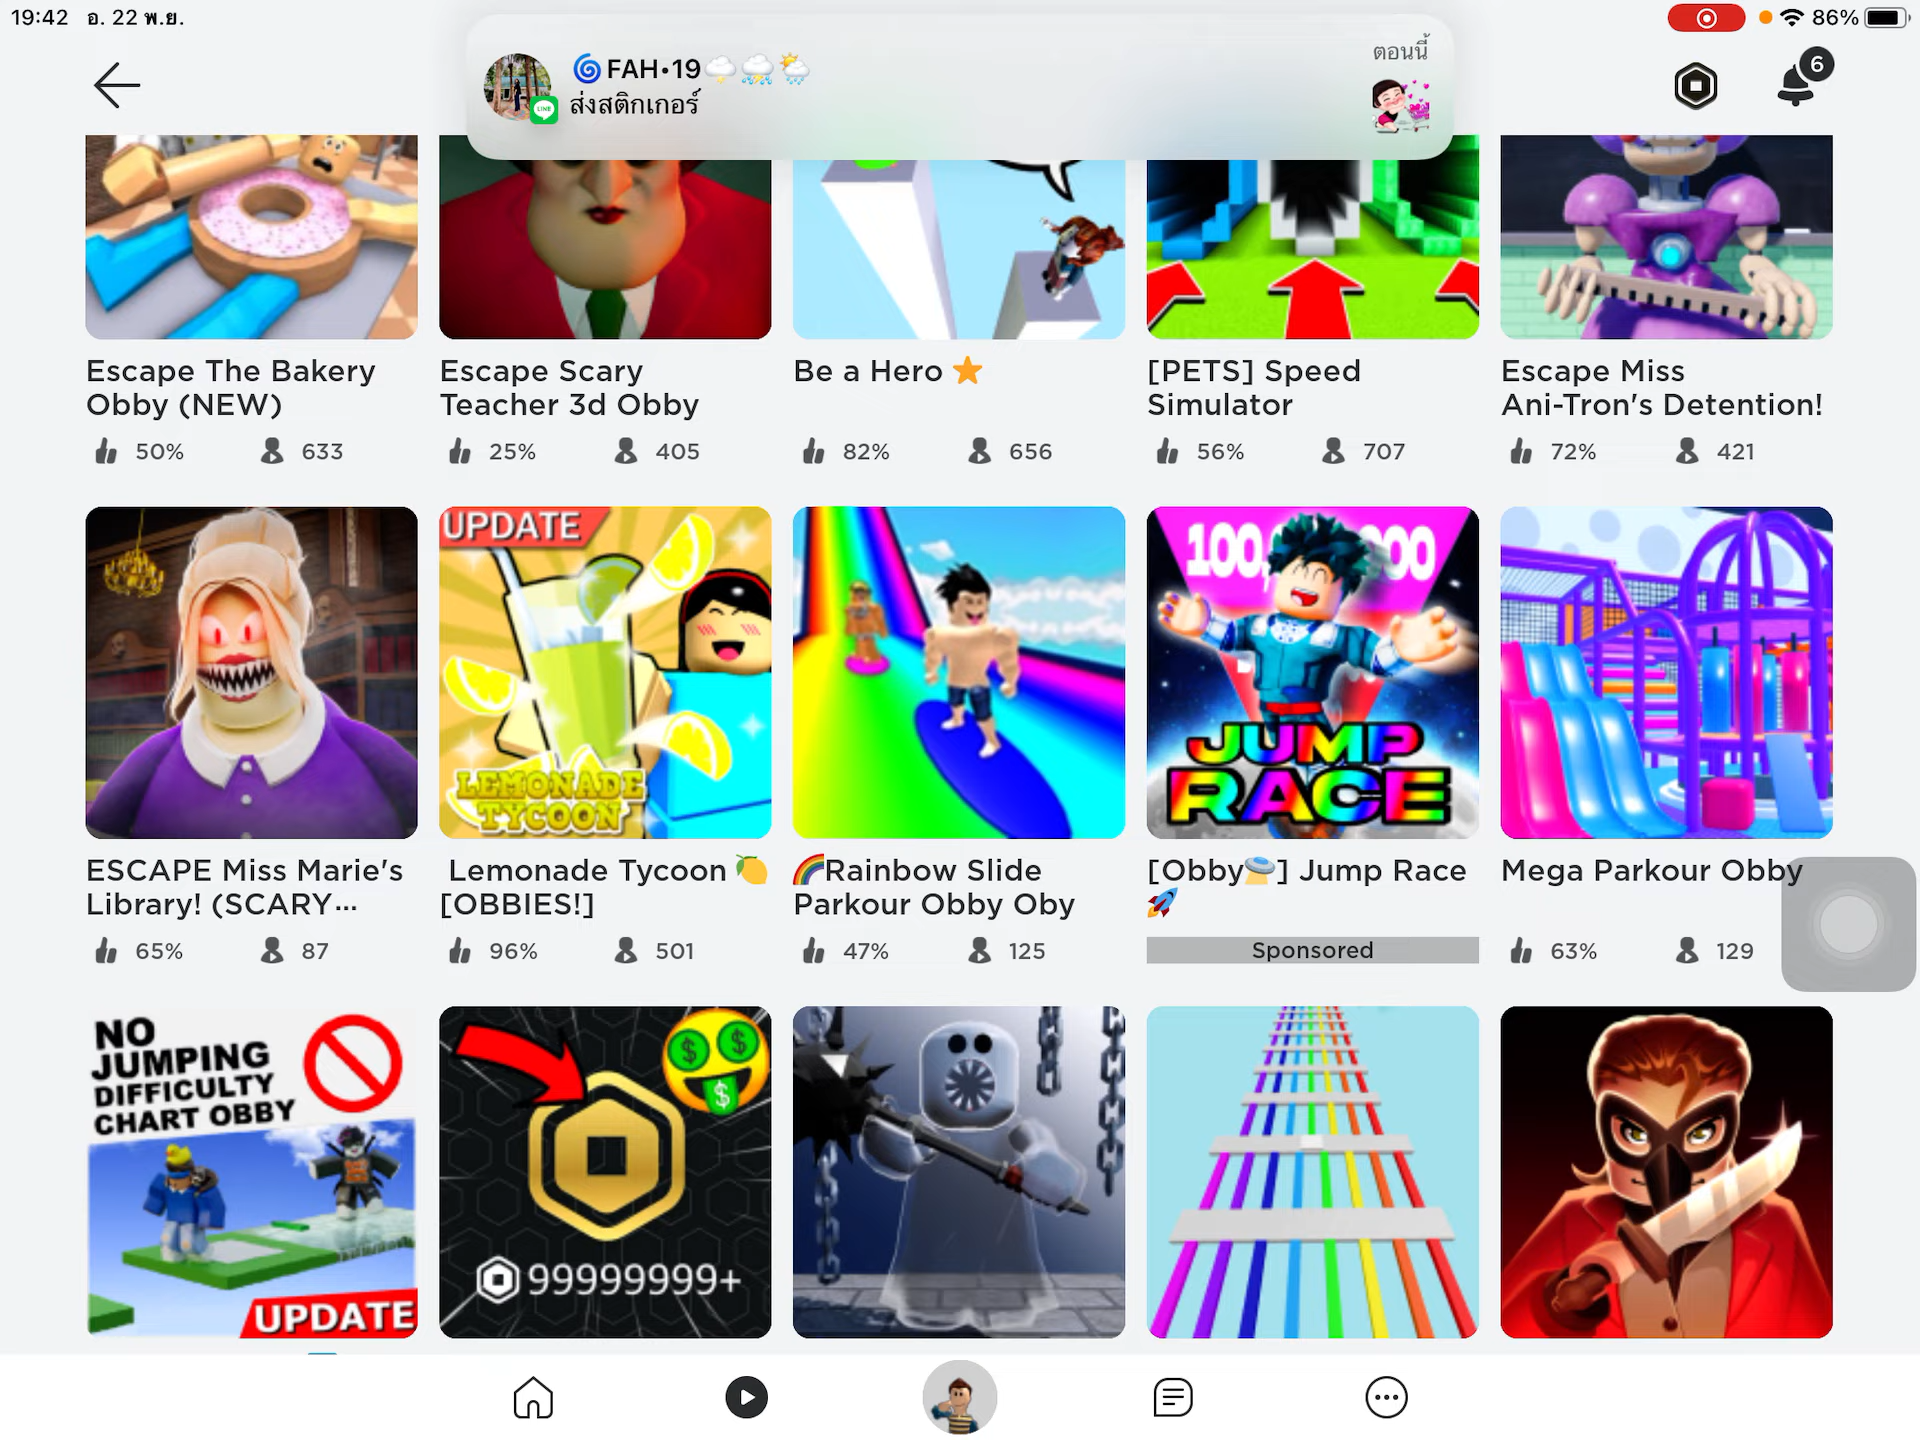 19:42 อ. 22 พ.ย.
86%
FAH•19
ตอนนี้
ส่งสติกเกอร์
LINE
6
Escape The Bakery
Obby (NEW)
50% 633
Escape Scary
Teacher 3d Obby
25% 405
Be a Hero
82% 656
[PETS] Speed
Simulator
56% 707
Escape Miss
Ani-Tron's Detention!
72% 421
ESCAPE Miss Marie's
Library! (SCARY...
65% 87
UPDATE
LEMONADE
TYCOON
Lemonade Tycoon 🍋
[OBBIES!]
96% 501
🌈Rainbow Slide
Parkour Obby Oby
47% 125
JUMP
RACE
[Obby🛸] Jump Race
🚀
Sponsored
Mega Parkour Obby
63% 129
NO
JUMPING
DIFFICULTY
CHART OBBY
UPDATE
99999999+